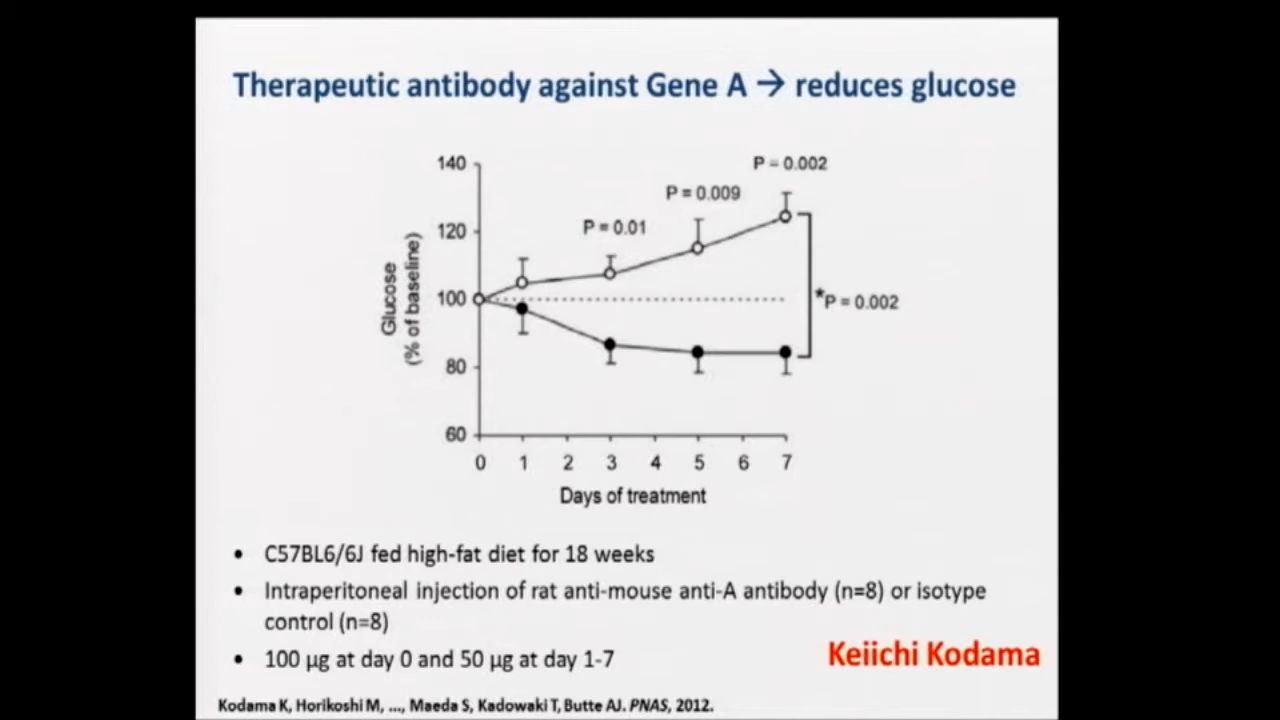 Therapeutic antibody against Gene A → reduces glucose
140
120
100
80
60
Glucose
(% of baseline)
P = 0.01
P = 0.009
P = 0.002
*P = 0.002
0 1 2 3 4 5 6 7
Days of treatment
• C57BL6/6J fed high-fat diet for 18 weeks
• Intraperitoneal injection of rat anti-mouse anti-A antibody (n=8) or isotype
control (n=8)
• 100 μg at day 0 and 50 μg at day 1-7
Keiichi Kodama
Kodama K, Horikoshi M, ..., Maeda S, Kadowaki T, Butte AJ. PNAS, 2012.